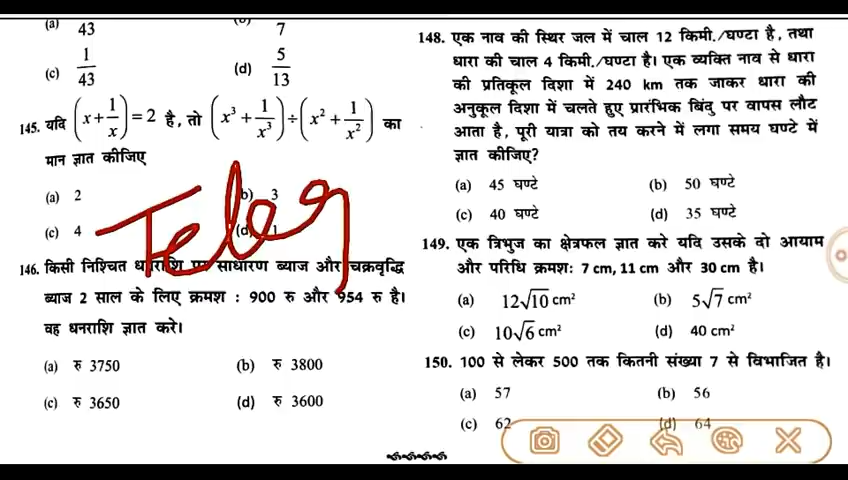 (a) 43
7
(c) 1/43 (d) 5/13
145. यदि (x + 1/x) = 2 है, तो (x³ + 1/x³) ÷ (x² + 1/x²) का
मान ज्ञात कीजिए
(a) 2 (b) 3
(c) 4 (d) 1
Teleg
146. किसी निश्चित धनराशि पर साधारण ब्याज और चक्रवृद्धि
ब्याज 2 साल के लिए क्रमश : 900 रु और 954 रु है।
वह धनराशि ज्ञात करे।
(a) रु 3750 (b) रु 3800
(c) रु 3650 (d) रु 3600
148. एक नाव की स्थिर जल में चाल 12 किमी./घण्टा है, तथा
धारा की चाल 4 किमी./घण्टा है। एक व्यक्ति नाव से धारा
की प्रतिकूल दिशा में 240 km तक जाकर धारा की
अनुकूल दिशा में चलते हुए प्रारंभिक बिंदु पर वापस लौट
आता है, पूरी यात्रा को तय करने में लगा समय घण्टे में
ज्ञात कीजिए?
(a) 45 घण्टे (b) 50 घण्टे
(c) 40 घण्टे (d) 35 घण्टे
149. एक त्रिभुज का क्षेत्रफल ज्ञात करे यदि उसके दो आयाम
और परिधि क्रमशः 7 cm, 11 cm और 30 cm है।
(a) 12√10 cm² (b) 5√7 cm²
(c) 10√6 cm² (d) 40 cm²
150. 100 से लेकर 500 तक कितनी संख्या 7 से विभाजित है।
(a) 57 (b) 56
(c) 62 (d) 64